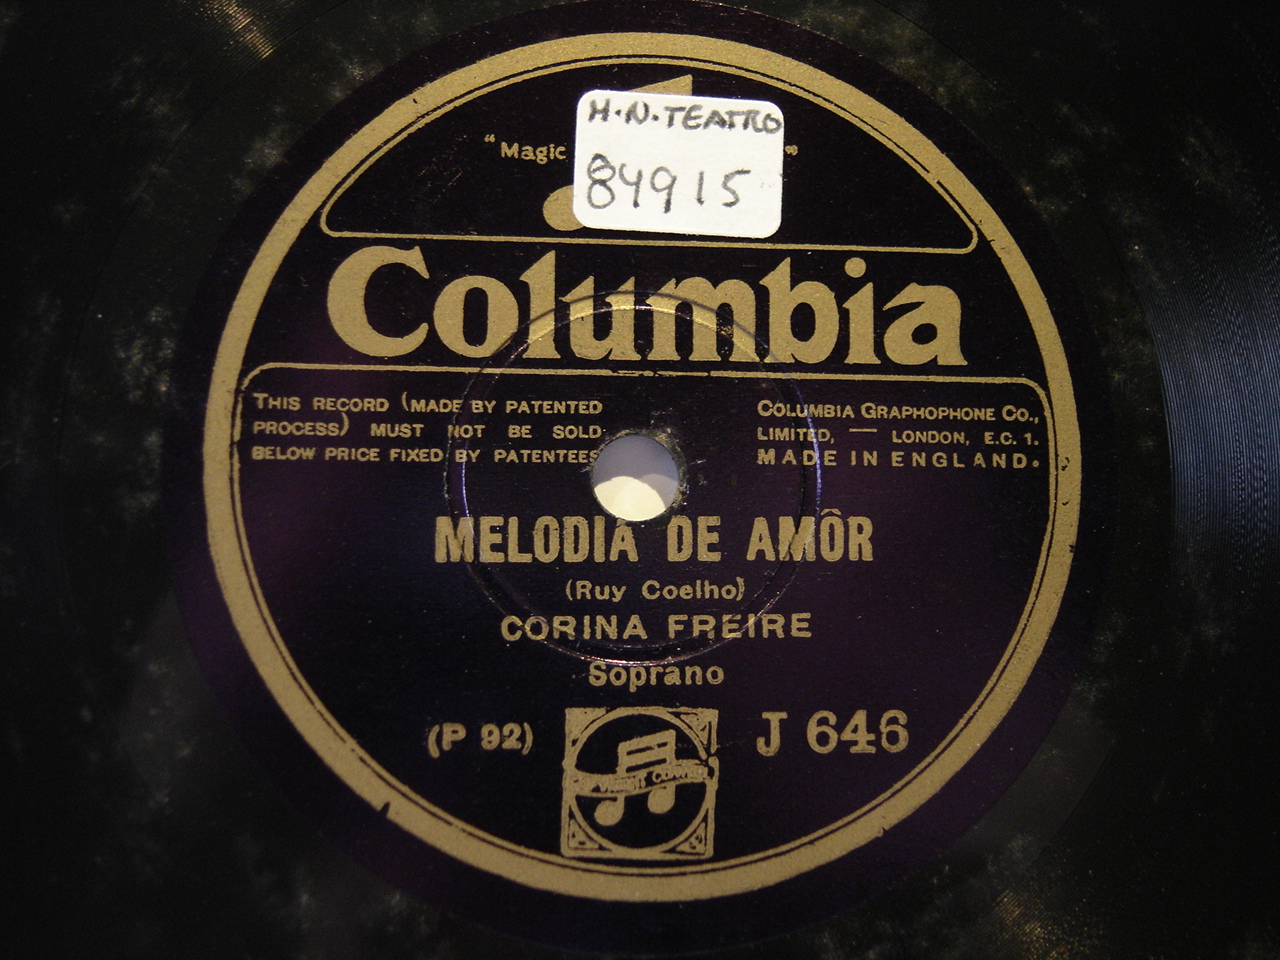 H.N.TEATRO
84915
"Magic "
Columbia
THIS RECORD (MADE BY PATENTED
PROCESS) MUST NOT BE SOLD
BELOW PRICE FIXED BY PATENTEES
COLUMBIA GRAPHOPHONE CO.,
LIMITED, — LONDON, E.C.1.
MADE IN ENGLAND.
MELODIA DE AMÔR
(Ruy Coelho)
CORINA FREIRE
Soprano
(P 92)
J 646